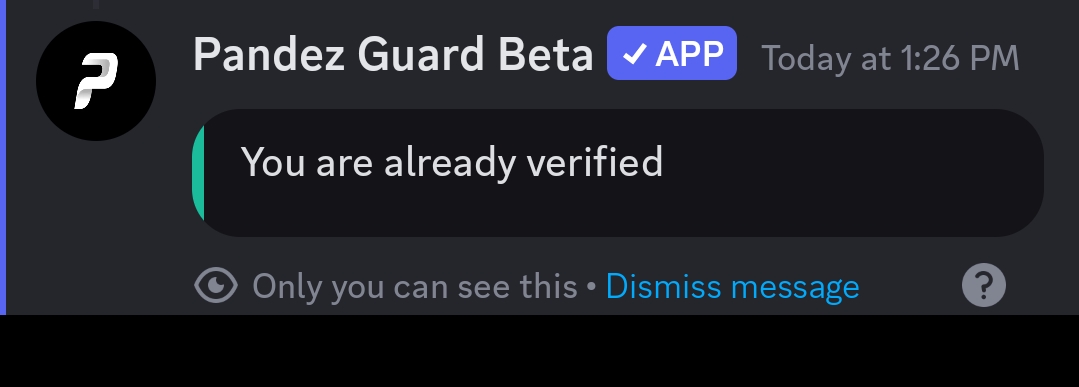 Pandez Guard Beta ✓ APP Today at 1:26 PM
You are already verified
Only you can see this • Dismiss message